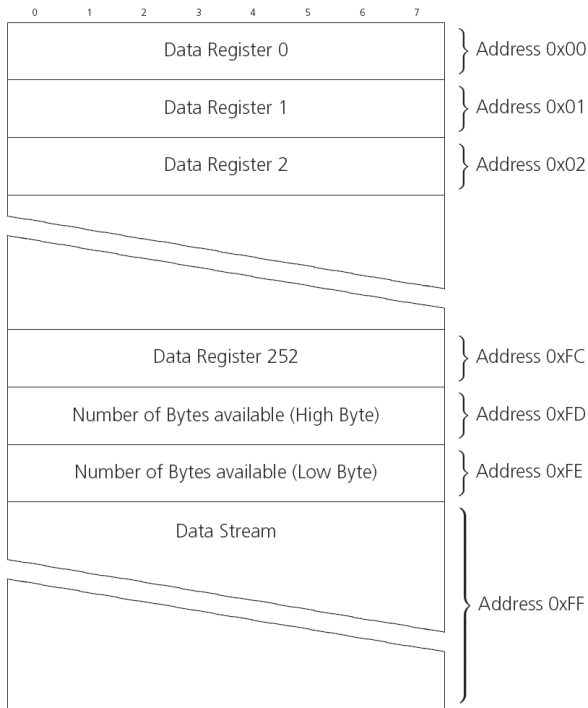 0 1 2 3 4 5 6 7
Data Register 0 Address 0x00
Data Register 1 Address 0x01
Data Register 2 Address 0x02
Data Register 252 Address 0xFC
Number of Bytes available (High Byte) Address 0xFD
Number of Bytes available (Low Byte) Address 0xFE
Data Stream
Address 0xFF